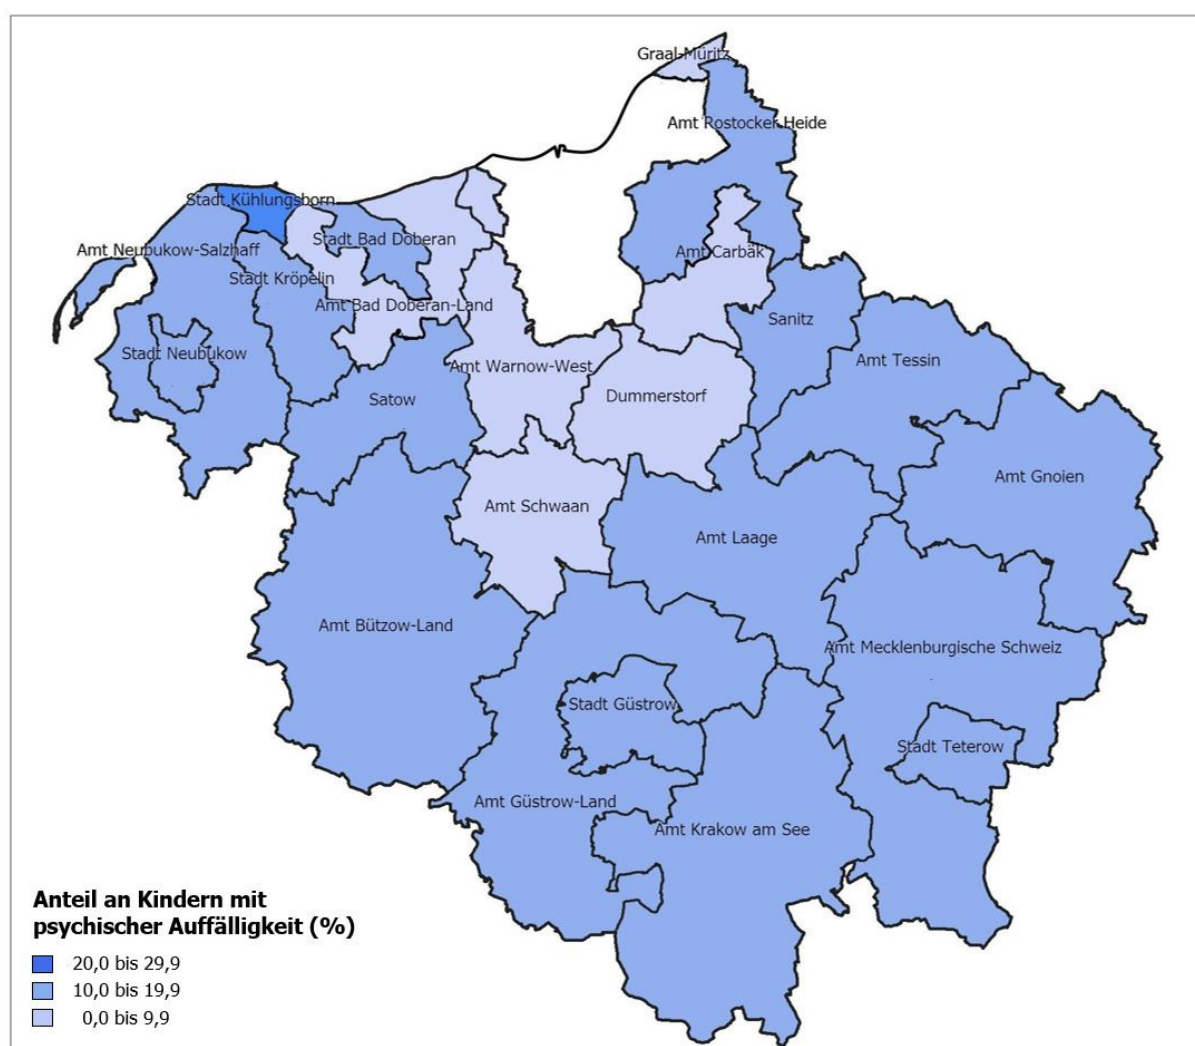 Graal-Müritz
Amt Rostocker Heide
Stadt Kühlungsborn
Stadt Bad Doberan
Amt Neubukow-Salzhaff
Amt Carbäk
Stadt Kröpelin
Amt Bad Doberan-Land
Sanitz
Stadt Neubukow
Amt Warnow-West
Amt Tessin
Satow
Dummerstorf
Amt Gnoien
Amt Schwaan
Amt Laage
Amt Bützow-Land
Amt Mecklenburgische Schweiz
Stadt Güstrow
Stadt Teterow
Amt Güstrow-Land
Amt Krakow am See
Anteil an Kindern mit
psychischer Auffälligkeit (%)
20,0 bis 29,9
10,0 bis 19,9
0,0 bis 9,9